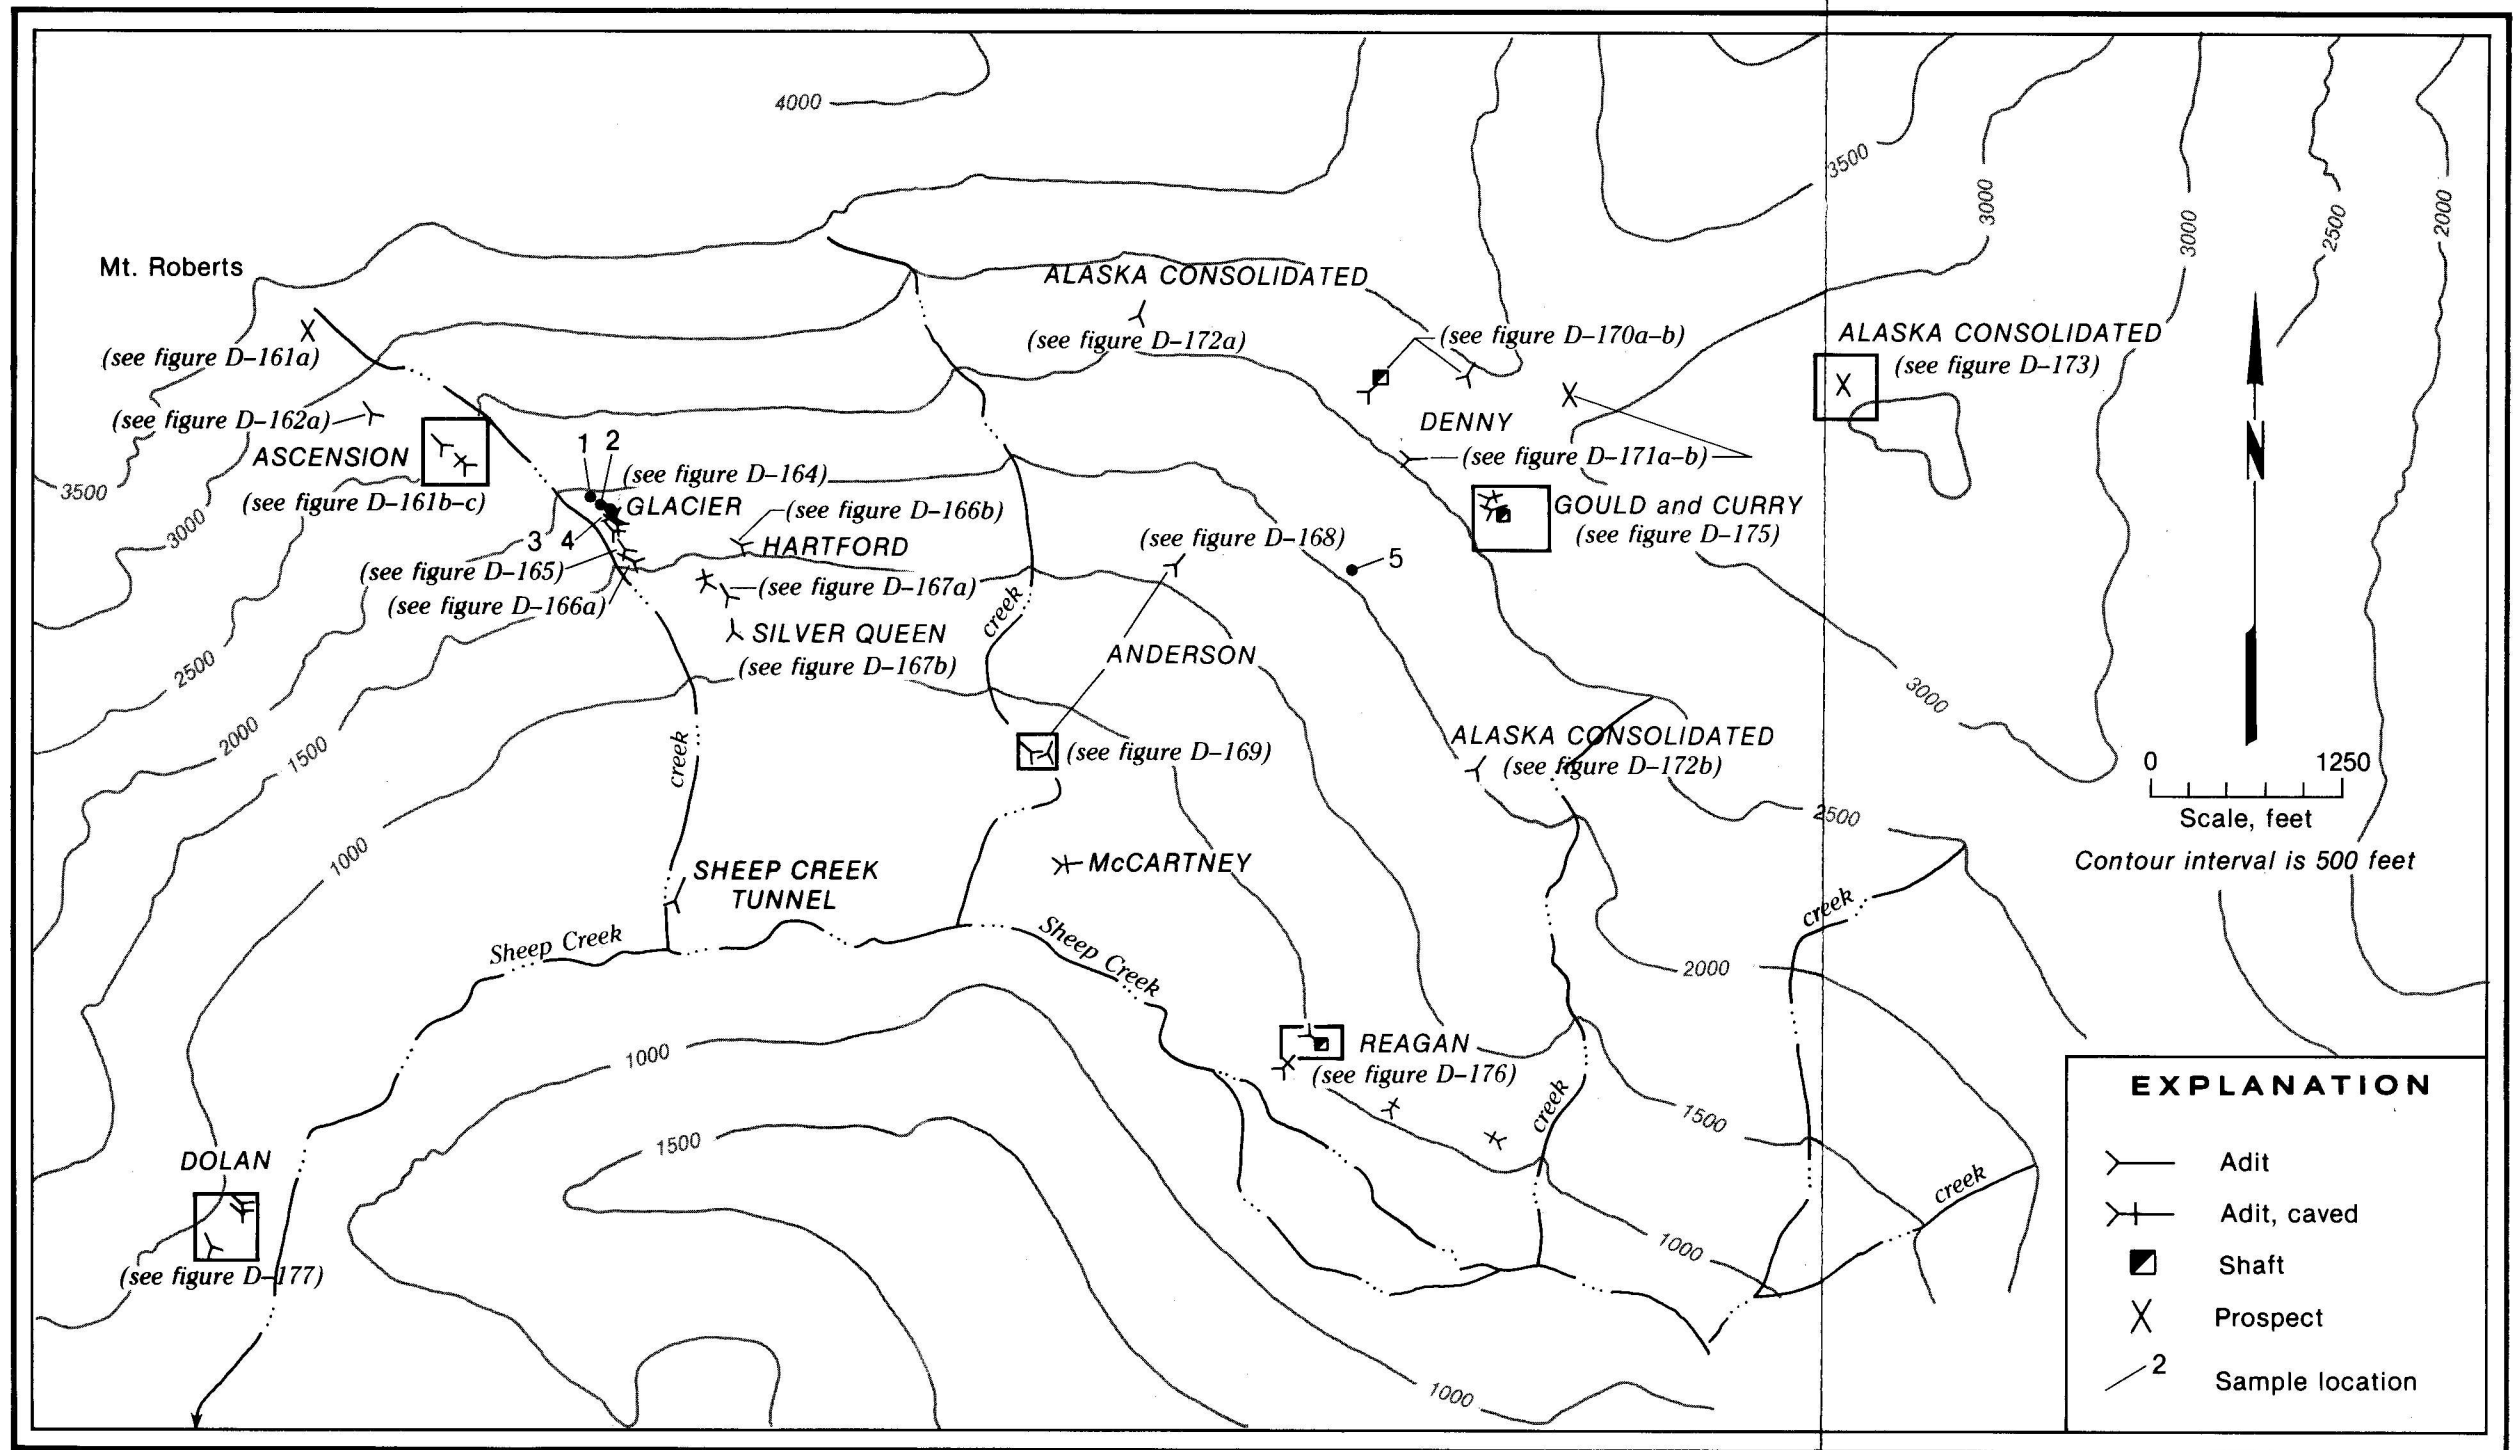 4000
3500
3000
3000
2500
2000
Mt. Roberts
ALASKA CONSOLIDATED
(see figure D-172a)
(see figure D-170a-b)
ALASKA CONSOLIDATED
(see figure D-173)
(see figure D-161a)
(see figure D-162a)
ASCENSION
(see figure D-161b-c)
1 2
(see figure D-164)
GLACIER
3 4
(see figure D-165)
(see figure D-166a)
(see figure D-166b)
HARTFORD
(see figure D-167a)
SILVER QUEEN
(see figure D-167b)
DENNY
(see figure D-171a-b)
GOULD and CURRY
(see figure D-175)
(see figure D-168)
5
creek
ANDERSON
(see figure D-169)
3500
3000
2500
2000
1500
1000
creek
ALASKA CONSOLIDATED
(see figure D-172b)
3000
2500
N
0 1250
Scale, feet
Contour interval is 500 feet
McCARTNEY
SHEEP CREEK
TUNNEL
Sheep Creek
Sheep Creek
creek
2000
1000
REAGAN
(see figure D-176)
creek
1500
1500
DOLAN
(see figure D-177)
creek
1000
1000
EXPLANATION
Adit
Adit, caved
Shaft
Prospect
2 Sample location